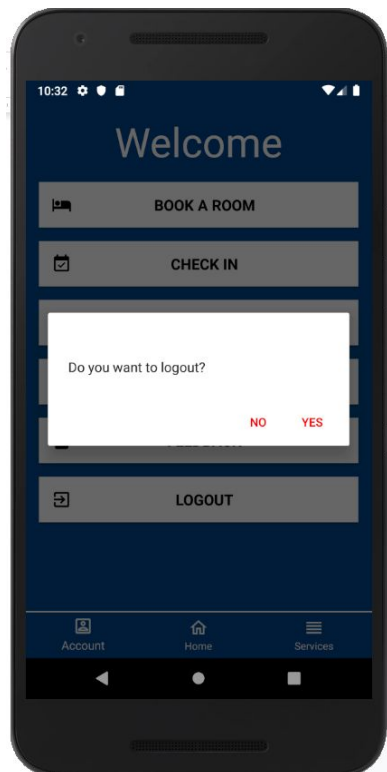 10:32
Welcome
BOOK A ROOM
CHECK IN
Do you want to logout?
NO YES
LOGOUT
Account Home Services